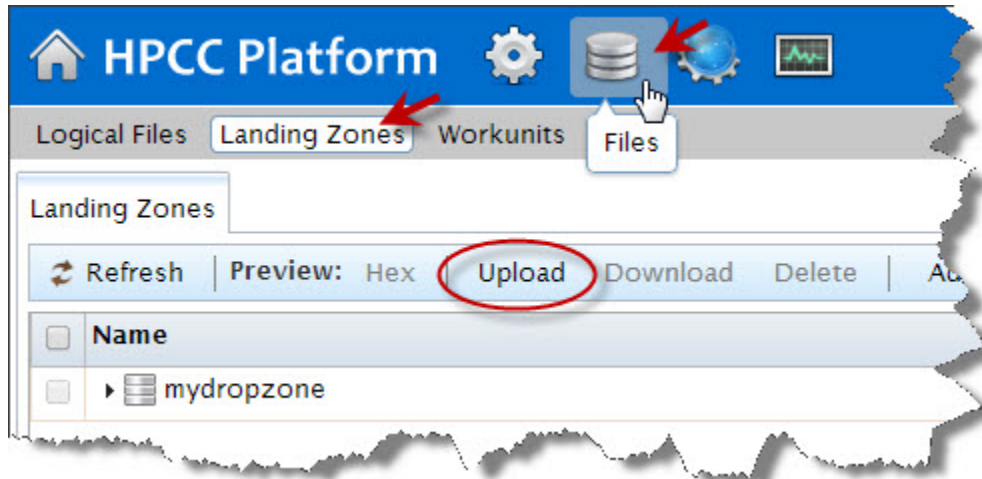 HPCC Platform
Logical Files Landing Zones Workunits
Files
Landing Zones
Refresh Preview: Hex Upload Download Delete
Name
mydropzone